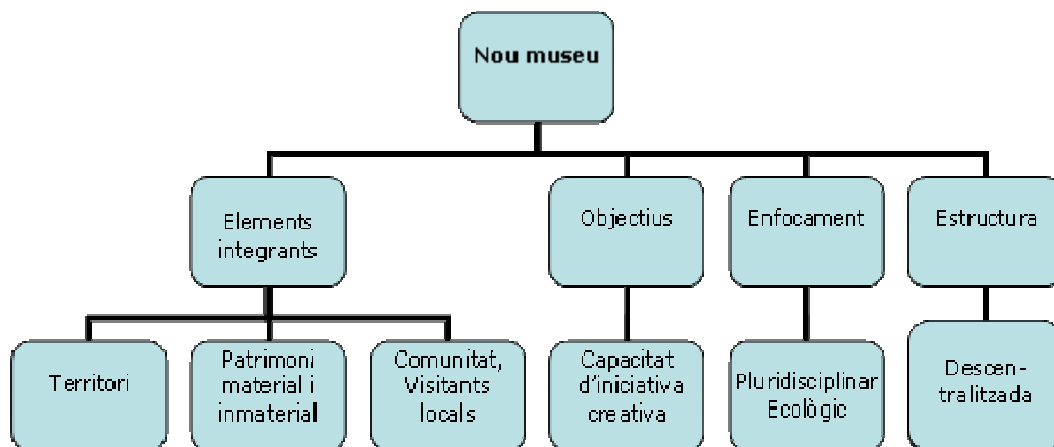 Nou museu
Elements
integrants
Objectius
Enfocament
Estructura
Territori
Patrimoni
material i
inmaterial
Comunitat,
Visitants
locals
Capacitat
d'iniciativa
creativa
Pluridisciplinar
Ecològic
Descen-
tralitzada